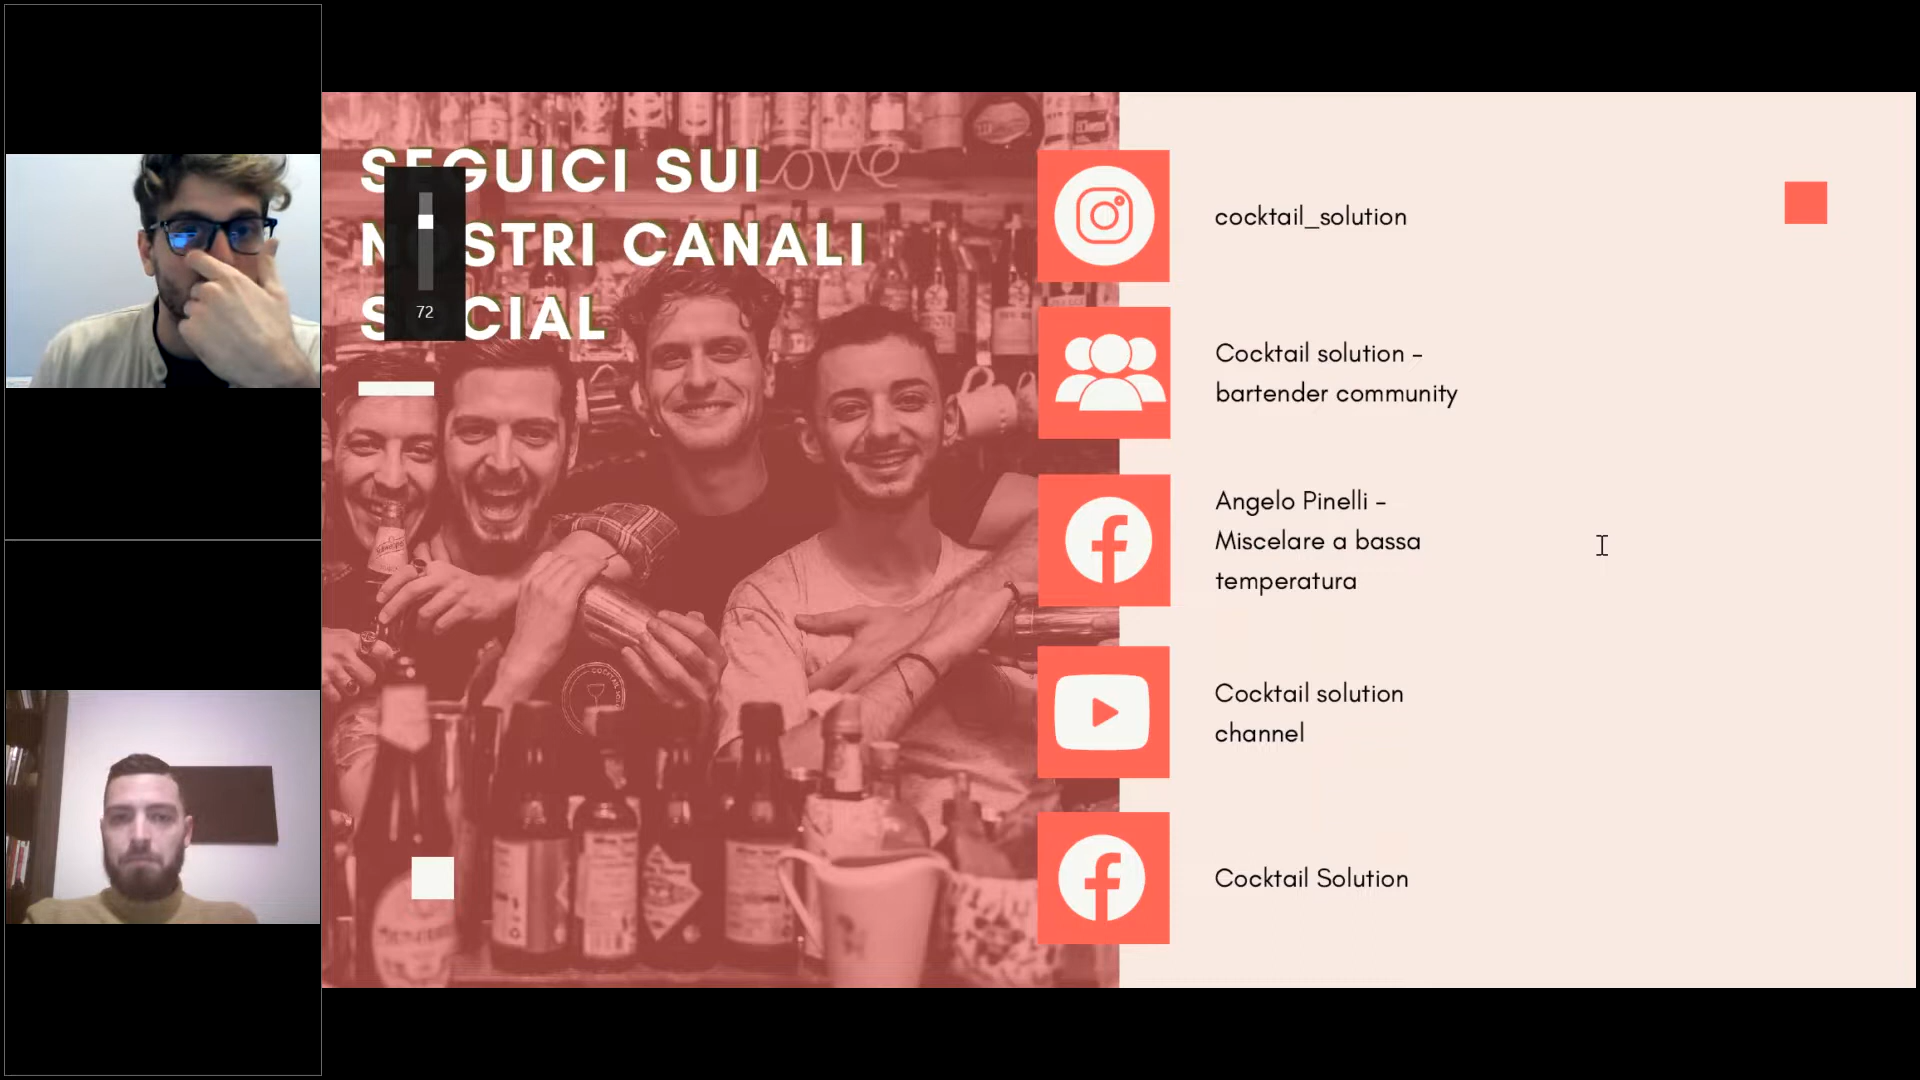 SEGUICI SUI
NOSTRI CANALI
SOCIAL
love
72
cocktail_solution
Cocktail solution -
bartender community
Angelo Pinelli -
Miscelare a bassa
temperatura
Cocktail solution
channel
Cocktail Solution